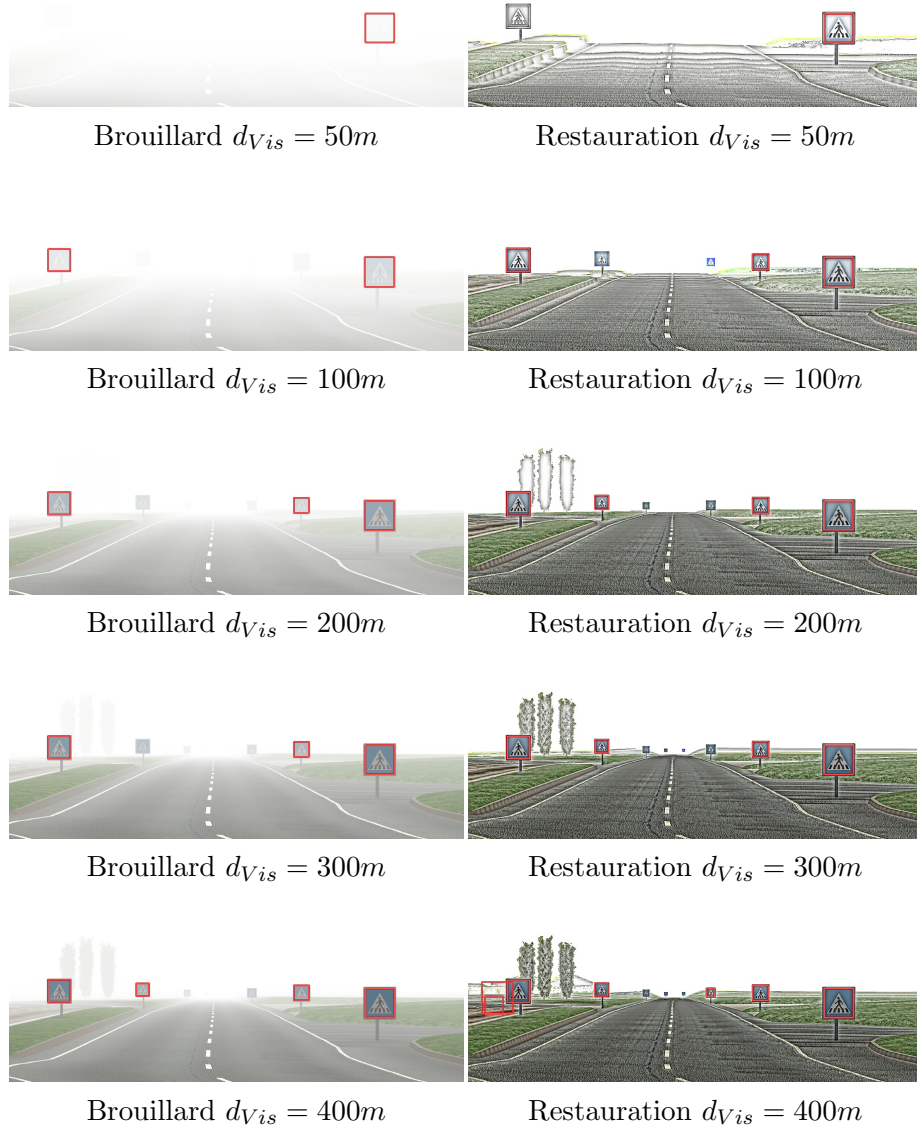 Brouillard $d_{Vis} = 50m$
Restauration $d_{Vis} = 50m$
Brouillard $d_{Vis} = 100m$
Restauration $d_{Vis} = 100m$
Brouillard $d_{Vis} = 200m$
Restauration $d_{Vis} = 200m$
Brouillard $d_{Vis} = 300m$
Restauration $d_{Vis} = 300m$
Brouillard $d_{Vis} = 400m$
Restauration $d_{Vis} = 400m$